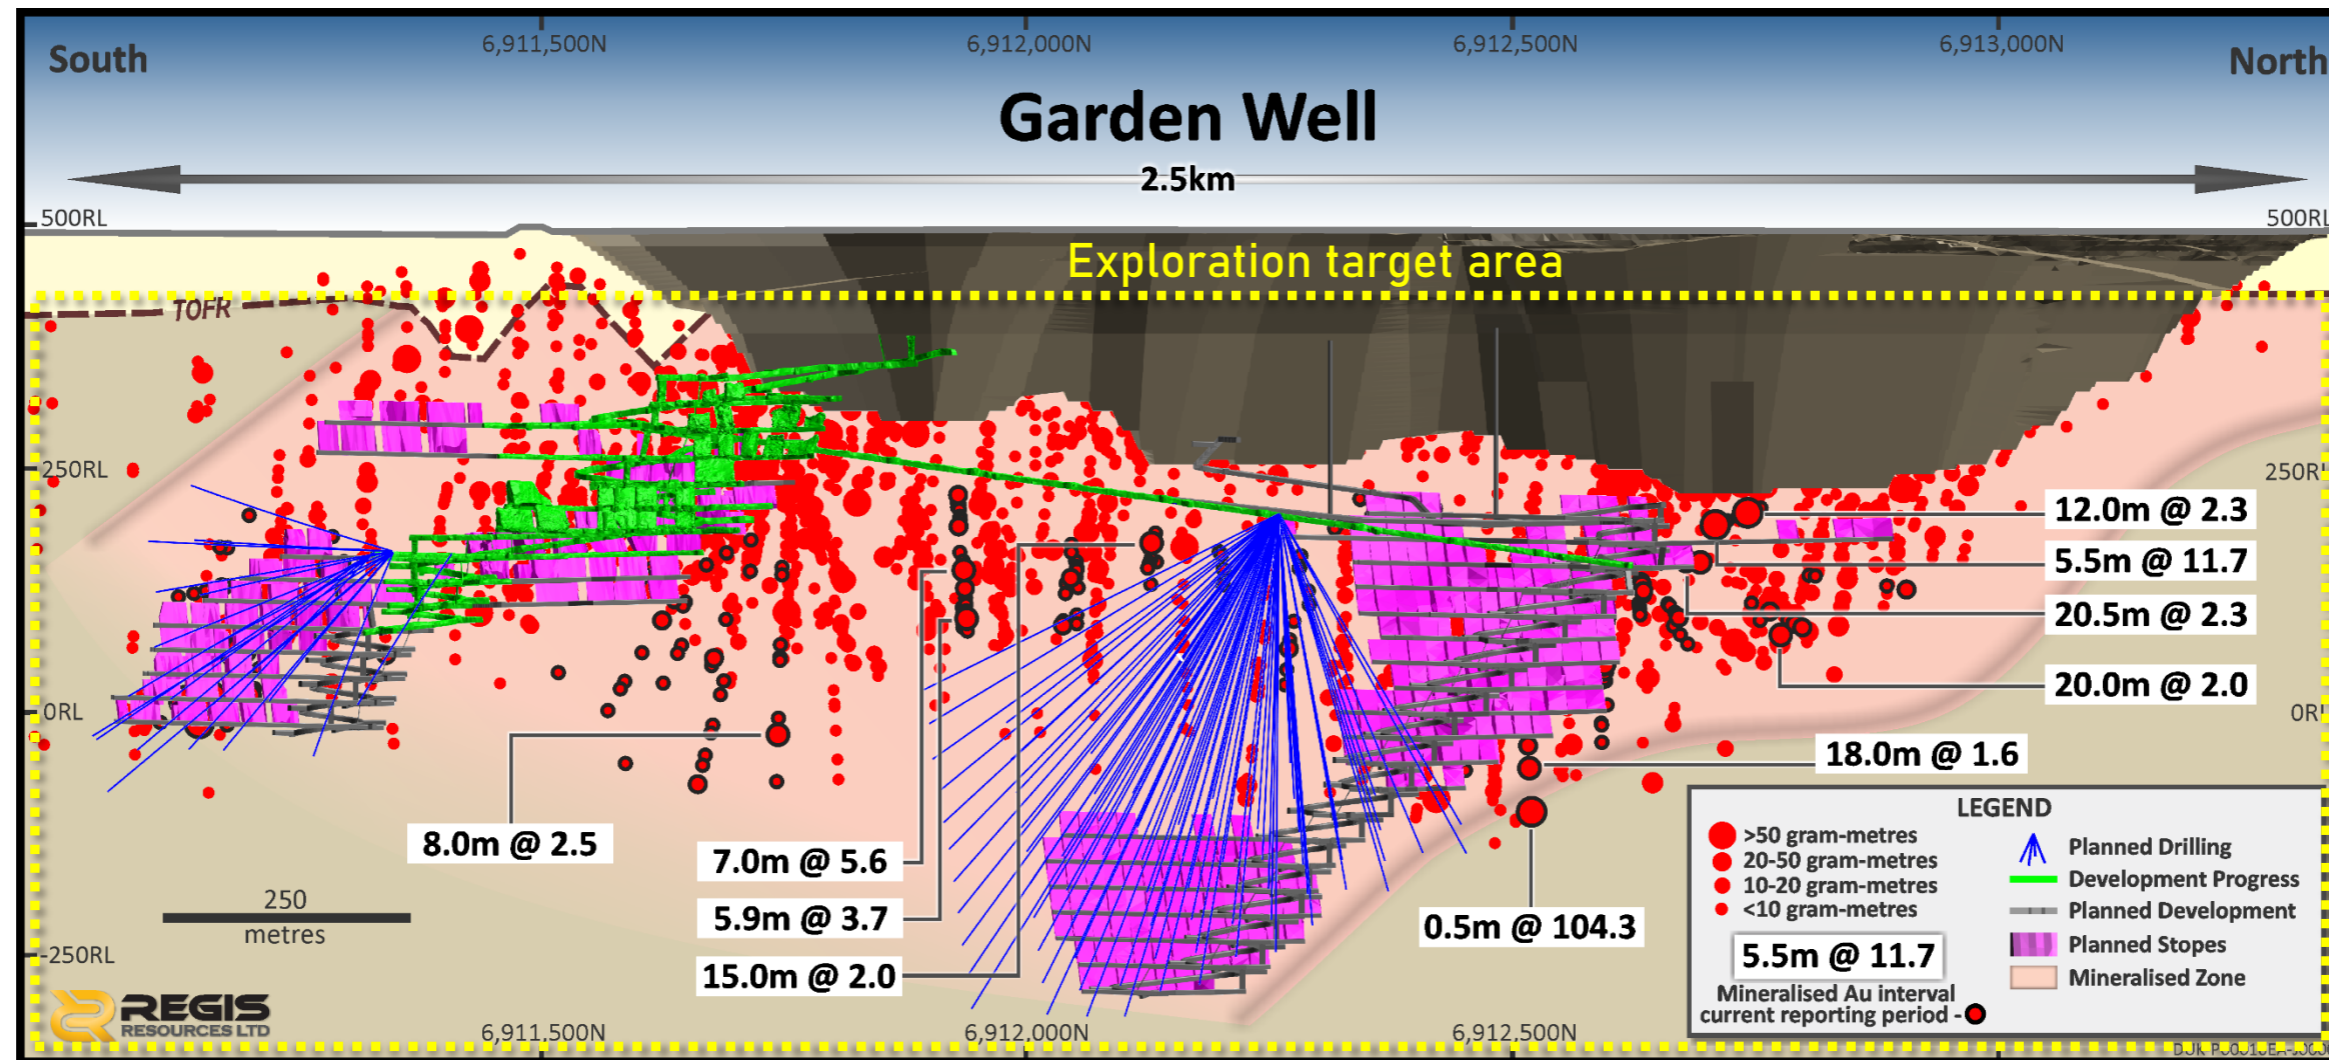 6,911,500N
6,912,000N
6,912,500N
6,913,000N
South
North
Garden Well
2.5km
500RL
500RL
Exploration target area
TOFR
250RL
250R
12.0m @ 2.3
5.5m @ 11.7
20.5m @ 2.3
20.0m @ 2.0
0RL
0R
18.0m @ 1.6
8.0m @ 2.5
7.0m @ 5.6
5.9m @ 3.7
15.0m @ 2.0
0.5m @ 104.3
250
metres
-250RL
LEGEND
>50 gram-metres
20-50 gram-metres
10-20 gram-metres
<10 gram-metres
5.5m @ 11.7
Mineralised Au interval
current reporting period -
Planned Drilling
Development Progress
Planned Development
Planned Stopes
Mineralised Zone
REGIS
RESOURCES LTD
6,911,500N
6,912,000N
6,912,500N